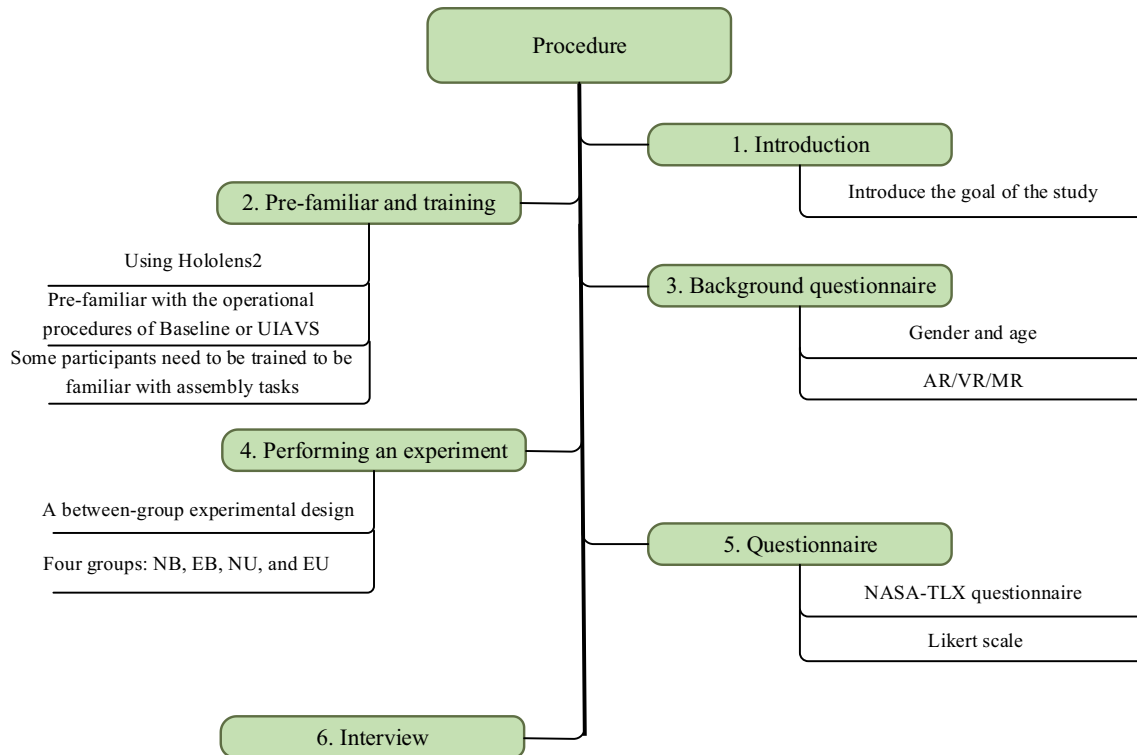 Procedure
1. Introduction
Introduce the goal of the study
2. Pre-familiar and training
Using Hololens2
Pre-familiar with the operational
procedures of Baseline or UIAVS
Some participants need to be trained to be
familiar with assembly tasks
3. Background questionnaire
Gender and age
AR/VR/MR
4. Performing an experiment
A between-group experimental design
Four groups: NB, EB, NU, and EU
5. Questionnaire
NASA-TLX questionnaire
Likert scale
6. Interview